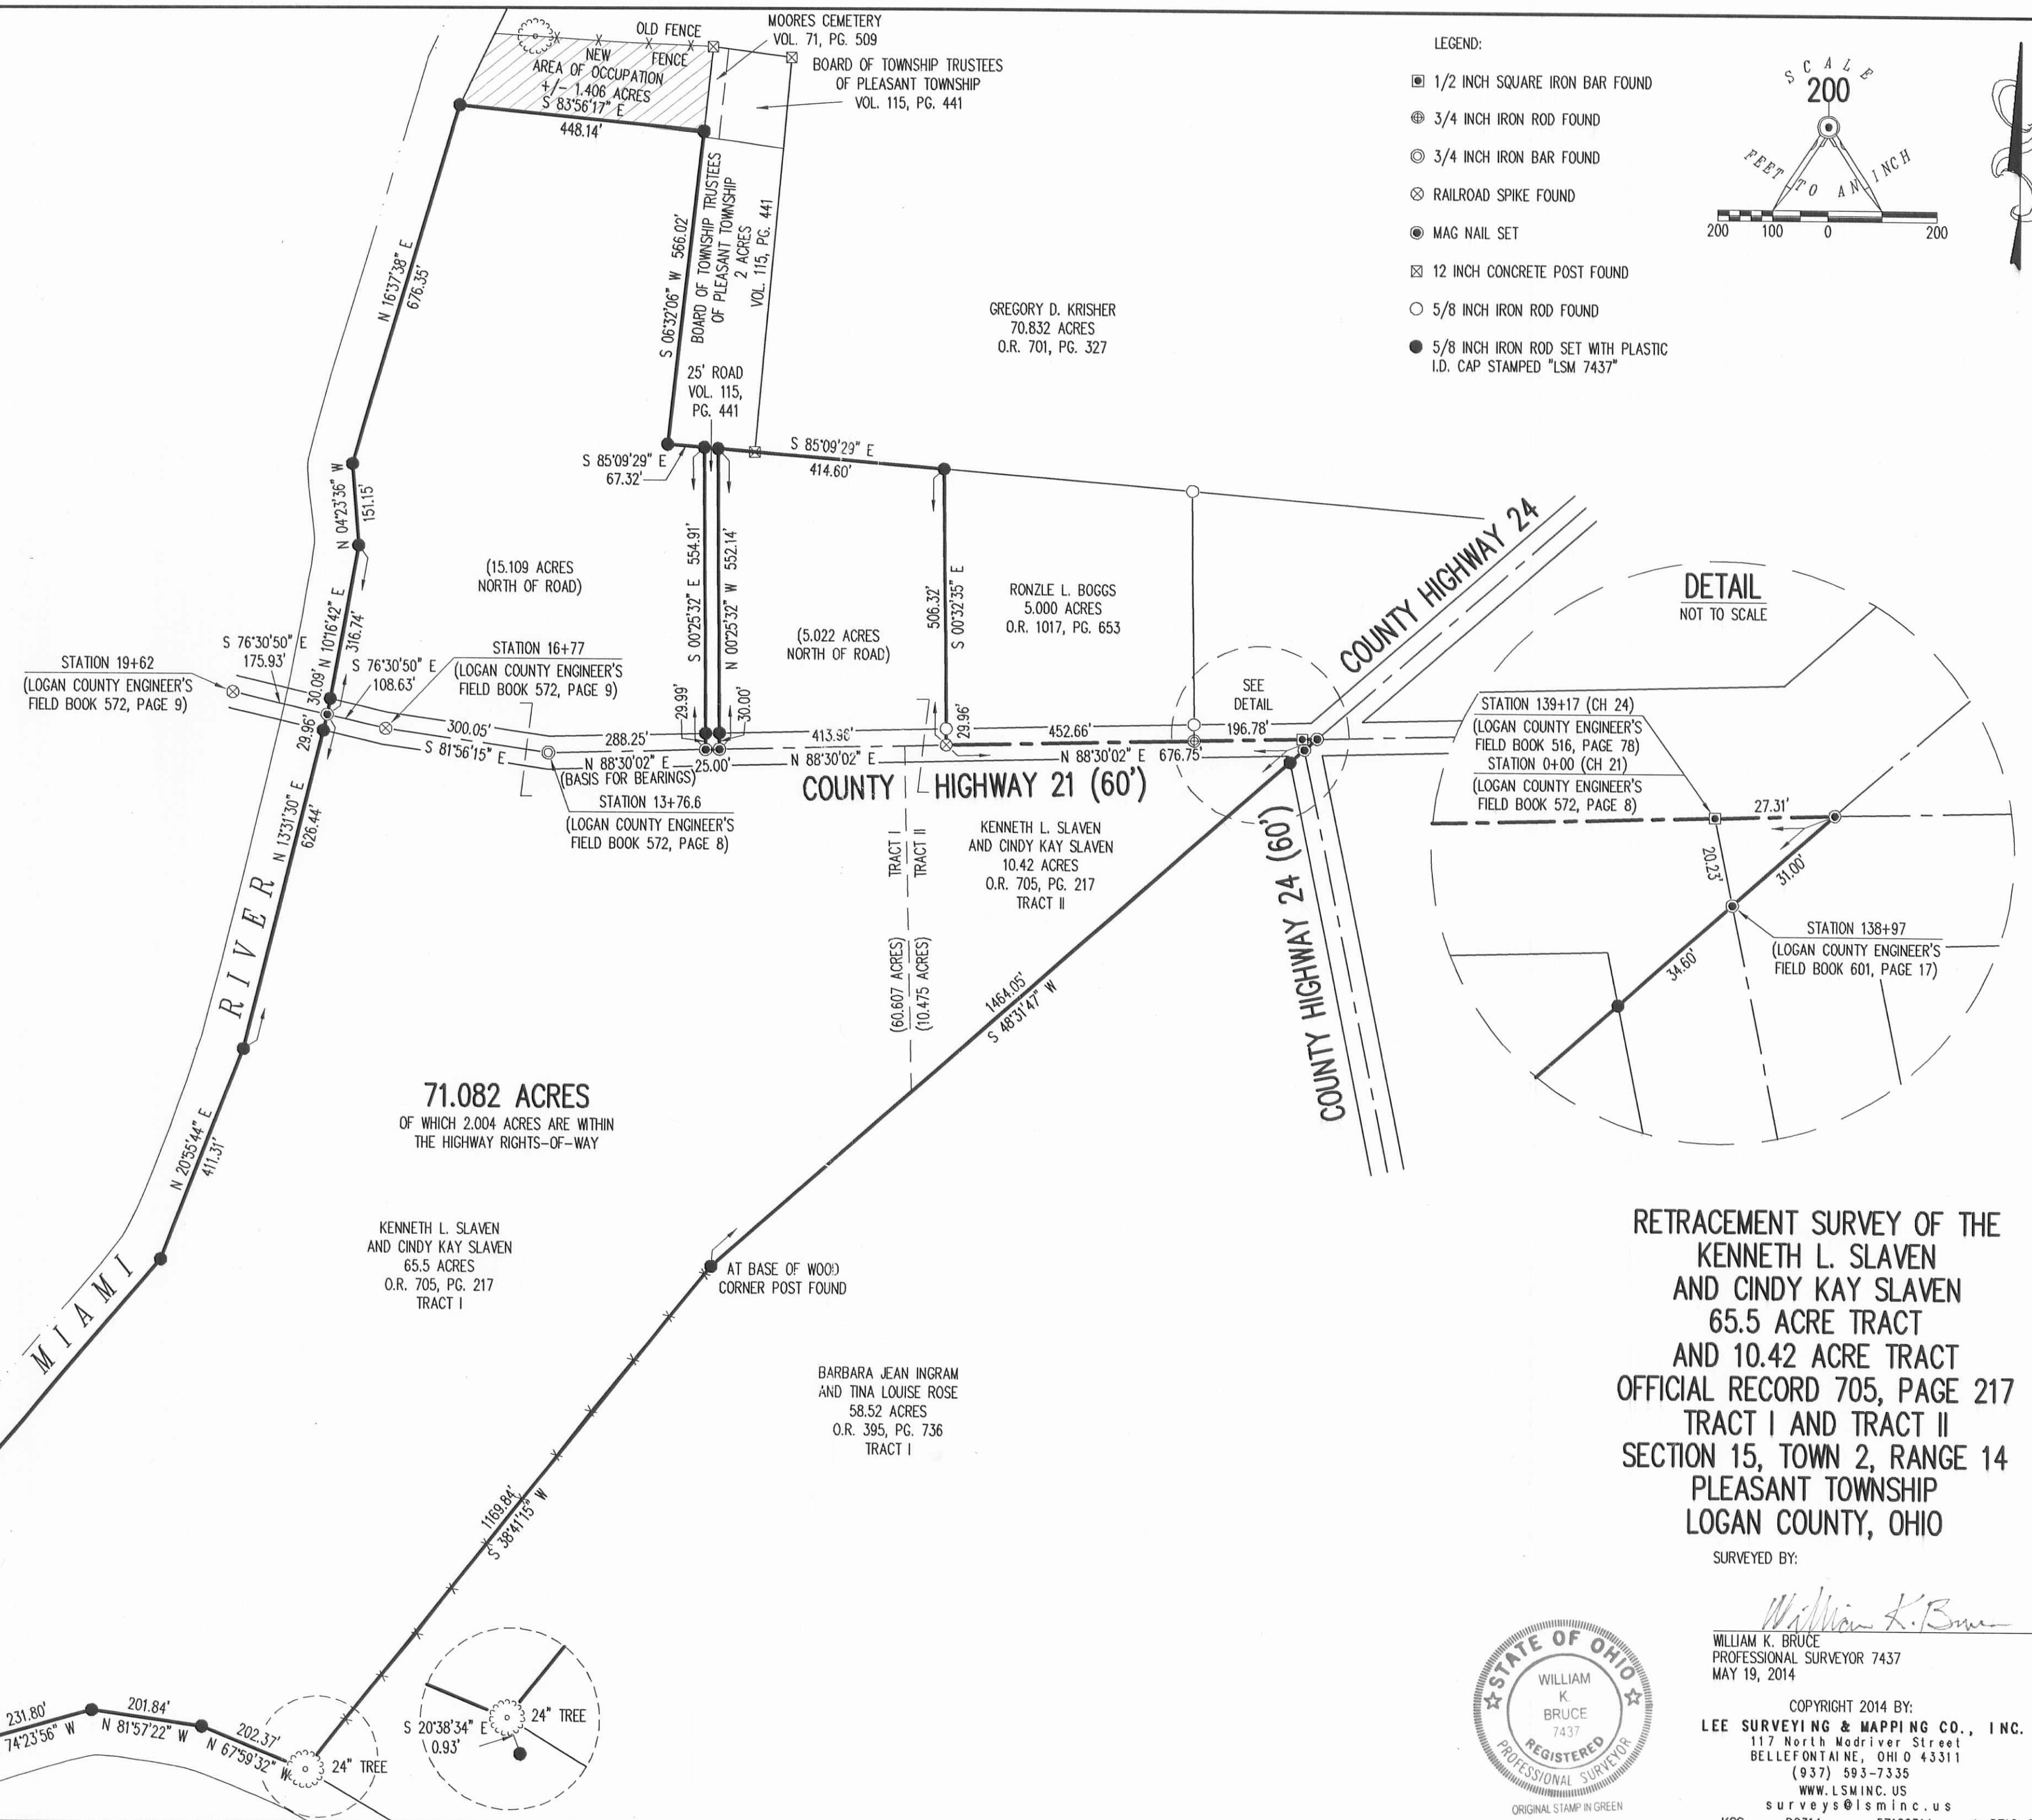 OLD FENCE
NEW FENCE
AREA OF OCCUPATION
+/- 1.406 ACRES
S 83°56'17" E
448.14'
MOORES CEMETERY
VOL. 71, PG. 509
BOARD OF TOWNSHIP TRUSTEES
OF PLEASANT TOWNSHIP
VOL. 115, PG. 441
LEGEND:
1/2 INCH SQUARE IRON BAR FOUND
3/4 INCH IRON ROD FOUND
3/4 INCH IRON BAR FOUND
RAILROAD SPIKE FOUND
MAG NAIL SET
12 INCH CONCRETE POST FOUND
5/8 INCH IRON ROD FOUND
5/8 INCH IRON ROD SET WITH PLASTIC
I.D. CAP STAMPED "LSM 7437"
SCALE
200
FEET TO AN INCH
200 100 0 200
N 16°37'38" E
676.35'
S 06°32'06" W 566.02'
BOARD OF TOWNSHIP TRUSTEES
OF PLEASANT TOWNSHIP
2 ACRES
VOL. 115, PG. 441
25' ROAD
VOL. 115,
PG. 441
GREGORY D. KRISHER
70.832 ACRES
O.R. 701, PG. 327
S 85°09'29" E
67.32'
S 85°09'29" E
414.60'
N 04°23'36" W
151.15'
N 10°16'42" E
316.74'
(15.109 ACRES
NORTH OF ROAD)
S 00°25'32" E 554.91'
N 00°25'32" W 552.14'
(5.022 ACRES
NORTH OF ROAD)
506.32'
S 00°32'35" E
RONZLE L. BOGGS
5.000 ACRES
O.R. 1017, PG. 653
COUNTY HIGHWAY 24
SEE
DETAIL
STATION 19+62
(LOGAN COUNTY ENGINEER'S
FIELD BOOK 572, PAGE 9)
S 76°30'50" E
175.93'
30.09'
29.96'
S 76°30'50" E
108.63'
STATION 16+77
(LOGAN COUNTY ENGINEER'S
FIELD BOOK 572, PAGE 9)
300.05'
S 81°56'15" E
288.25'
N 88°30'02" E
(BASIS FOR BEARINGS)
29.99'
30.00'
25.00'
413.98'
N 88°30'02" E
29.96'
452.66'
N 88°30'02" E 676.75'
196.78'
STATION 13+76.6
(LOGAN COUNTY ENGINEER'S
FIELD BOOK 572, PAGE 8)
COUNTY HIGHWAY 21 (60')
KENNETH L. SLAVEN
AND CINDY KAY SLAVEN
10.42 ACRES
O.R. 705, PG. 217
TRACT II
TRACT I
TRACT II
(60.607 ACRES)
(10.475 ACRES)
1464.05'
S 48°31'47" W
COUNTY HIGHWAY 24 (60')
DETAIL
NOT TO SCALE
STATION 139+17 (CH 24)
(LOGAN COUNTY ENGINEER'S
FIELD BOOK 516, PAGE 78)
STATION 0+00 (CH 21)
(LOGAN COUNTY ENGINEER'S
FIELD BOOK 572, PAGE 8)
27.31'
20.23'
31.00'
34.60'
STATION 138+97
(LOGAN COUNTY ENGINEER'S
FIELD BOOK 601, PAGE 17)
N 13°31'30" E
626.44'
MIAMI RIVER
N 20°55'44" E
411.31'
71.082 ACRES
OF WHICH 2.004 ACRES ARE WITHIN
THE HIGHWAY RIGHTS-OF-WAY
KENNETH L. SLAVEN
AND CINDY KAY SLAVEN
65.5 ACRES
O.R. 705, PG. 217
TRACT I
AT BASE OF WOOD
CORNER POST FOUND
BARBARA JEAN INGRAM
AND TINA LOUISE ROSE
58.52 ACRES
O.R. 395, PG. 736
TRACT I
1169.84'
S 38°41'15" W
231.80'
74°23'56" W
201.84'
N 81°57'22" W
202.37'
N 67°59'32" W
24" TREE
S 20°38'34" E
0.93'
24" TREE
RETRACEMENT SURVEY OF THE
KENNETH L. SLAVEN
AND CINDY KAY SLAVEN
65.5 ACRE TRACT
AND 10.42 ACRE TRACT
OFFICIAL RECORD 705, PAGE 217
TRACT I AND TRACT II
SECTION 15, TOWN 2, RANGE 14
PLEASANT TOWNSHIP
LOGAN COUNTY, OHIO
SURVEYED BY:
William K. Bruce
WILLIAM K. BRUCE
PROFESSIONAL SURVEYOR 7437
MAY 19, 2014
STATE OF OHIO
WILLIAM
K.
BRUCE
7437
REGISTERED
PROFESSIONAL SURVEYOR
ORIGINAL STAMP IN GREEN
COPYRIGHT 2014 BY:
LEE SURVEYING & MAPPING CO., INC.
117 North Madriver Street
BELLEFONTAINE, OHIO 43311
(937) 593-7335
WWW.LSMINC.US
surveys@lsminc.us